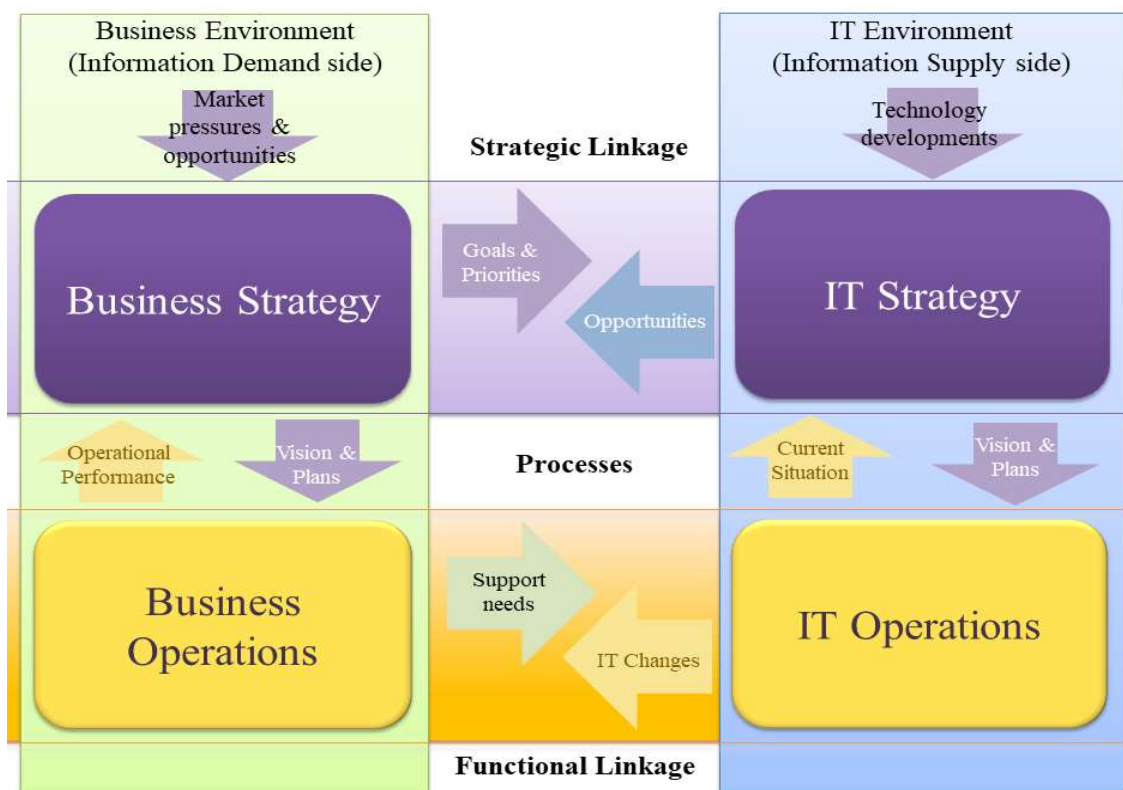 Business Environment
(Information Demand side)
IT Environment
(Information Supply side)
Market
pressures &
opportunities
Technology
developments
Strategic Linkage
Business Strategy
Goals &
Priorities
Opportunities
IT Strategy
Operational
Performance
Vision &
Plans
Processes
Current
Situation
Vision &
Plans
Business
Operations
Support
needs
IT Changes
IT Operations
Functional Linkage